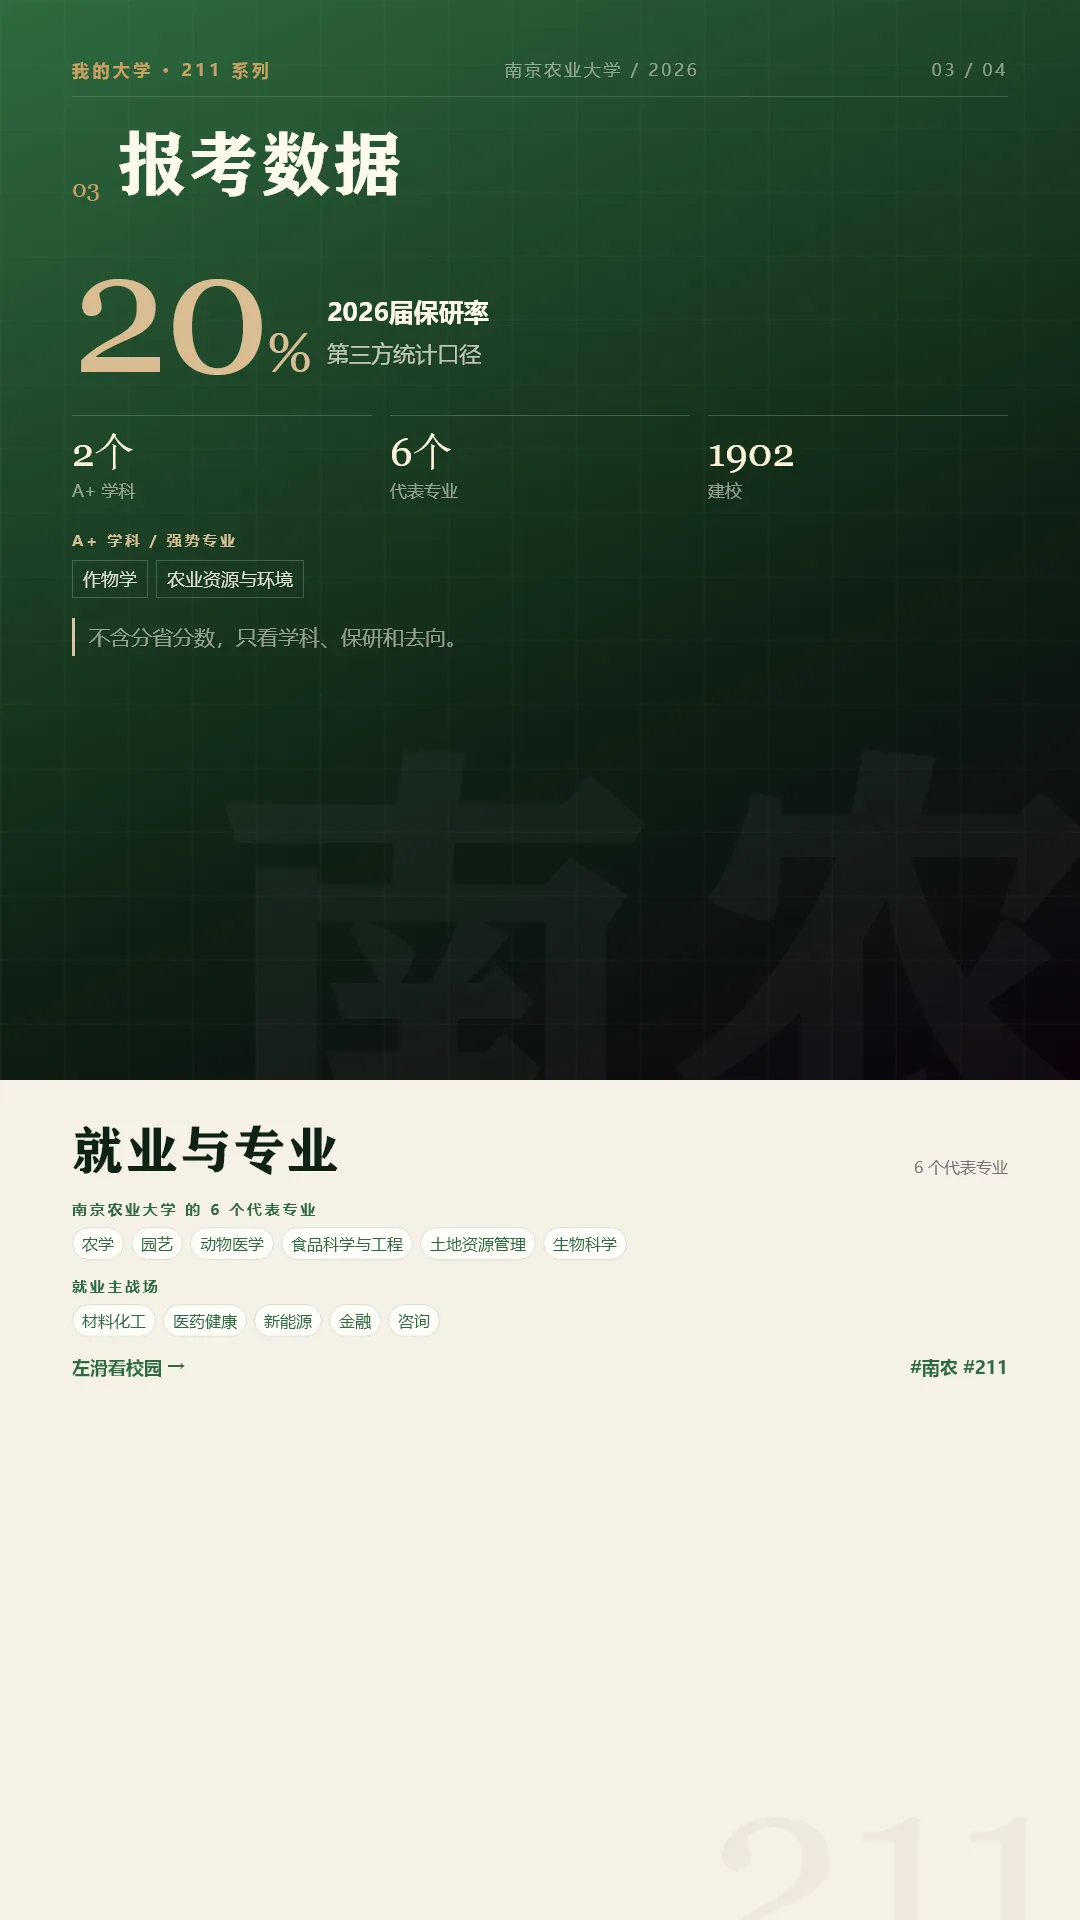 我的大学 • 211 系列
南京农业大学 / 2026
03 / 04
03 报考数据
20%
2026届保研率
第三方统计口径
2个
A+ 学科
6个
代表专业
1902
建校
A+ 学科 / 强势专业
作物学 农业资源与环境
不含分省分数，只看学科、保研和去向。
南农
就业与专业
6 个代表专业
南京农业大学 的 6 个代表专业
农学 园艺 动物医学 食品科学与工程 土地资源管理 生物科学
就业主战场
材料化工 医药健康 新能源 金融 咨询
左滑看校园 →
#南农 #211
211